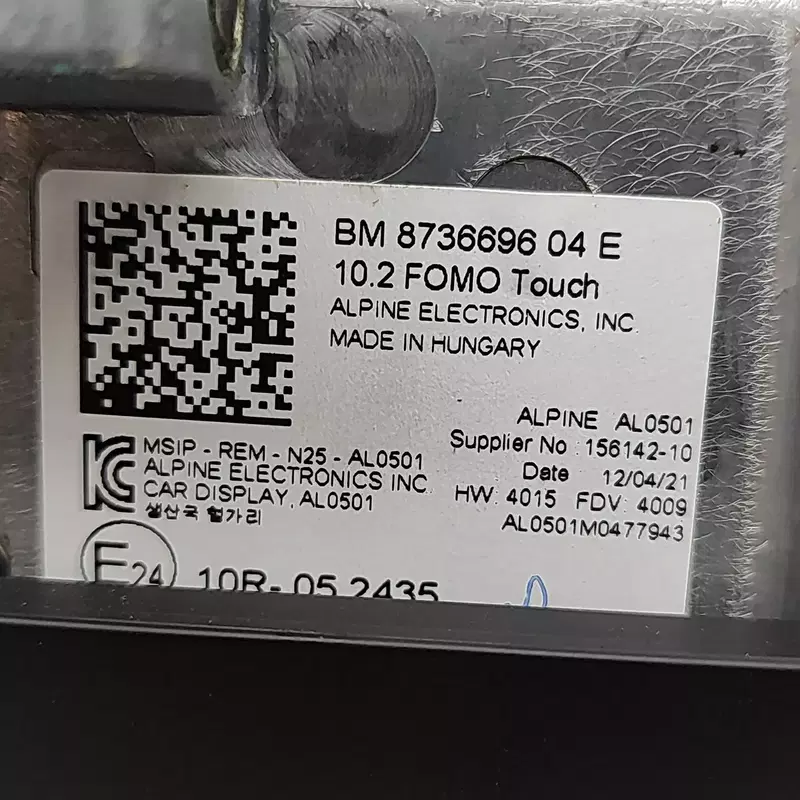 BM 8736696 04 E
10.2 FOMO Touch
ALPINE ELECTRONICS, INC.
MADE IN HUNGARY
ALPINE AL0501
Supplier No : 156142-10
Date 12/04/21
HW: 4015 FDV: 4009
AL0501M0477943
MSIP - REM - N25 - AL0501
ALPINE ELECTRONICS INC.
CAR DISPLAY, AL0501
생산국 헝가리
E24 10R-05 2435